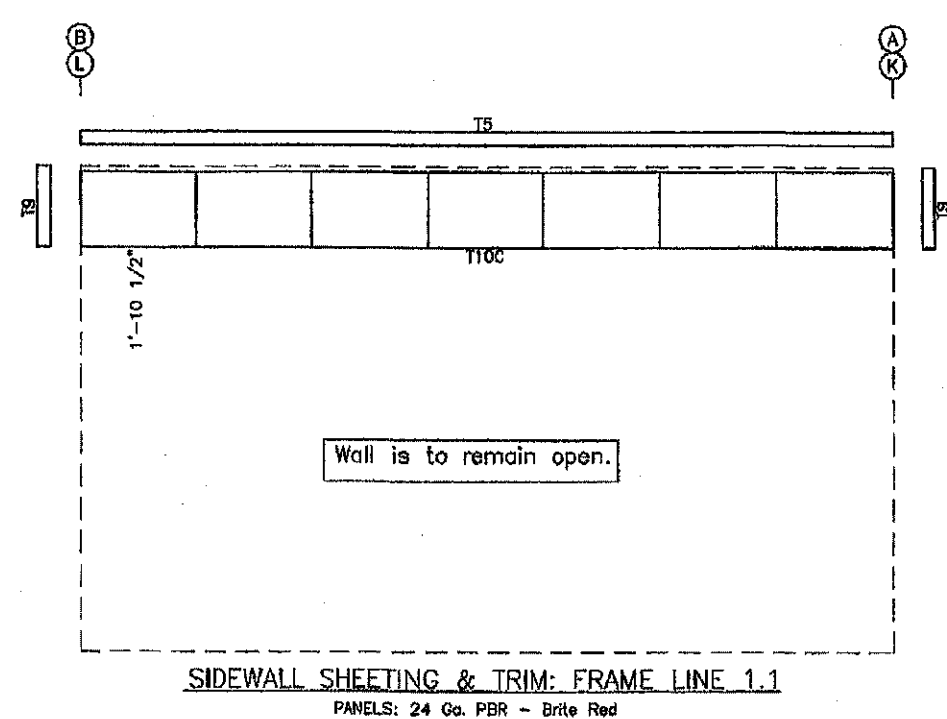 B
A
L
K
T5
T9
T9
T10C
1'-10 1/2"
Wall is to remain open.
SIDEWALL SHEETING & TRIM: FRAME LINE 1.1
PANELS: 24 Ga. PBR - Brite Red